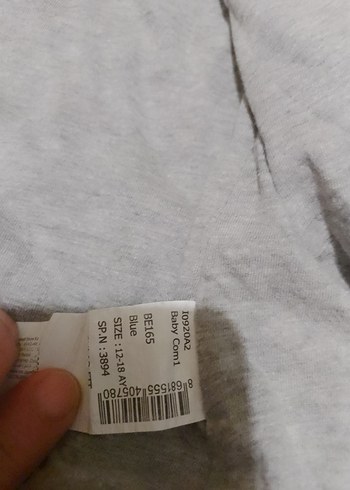 I0920A2
Baby Com1
BE165
Blue
SIZE : 12-18 AY
SP.N : 3894
8 681555 405780